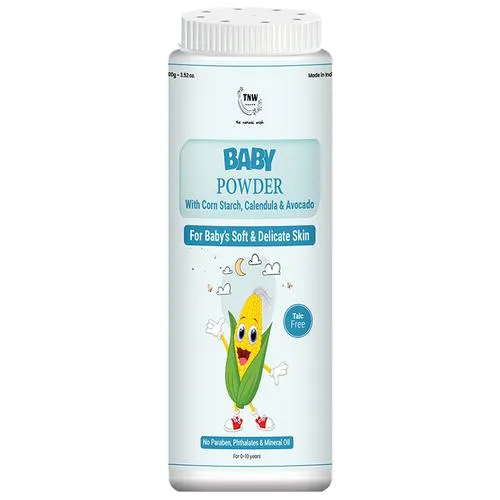 00g - 3.52 oz.
Made in Indi
TNW
the natural wash
BABY
POWDER
With Corn Starch, Calendula & Avocado
For Baby's Soft & Delicate Skin
Talc
Free
No Paraben, Phthalates & Mineral Oil
For 0-10 years